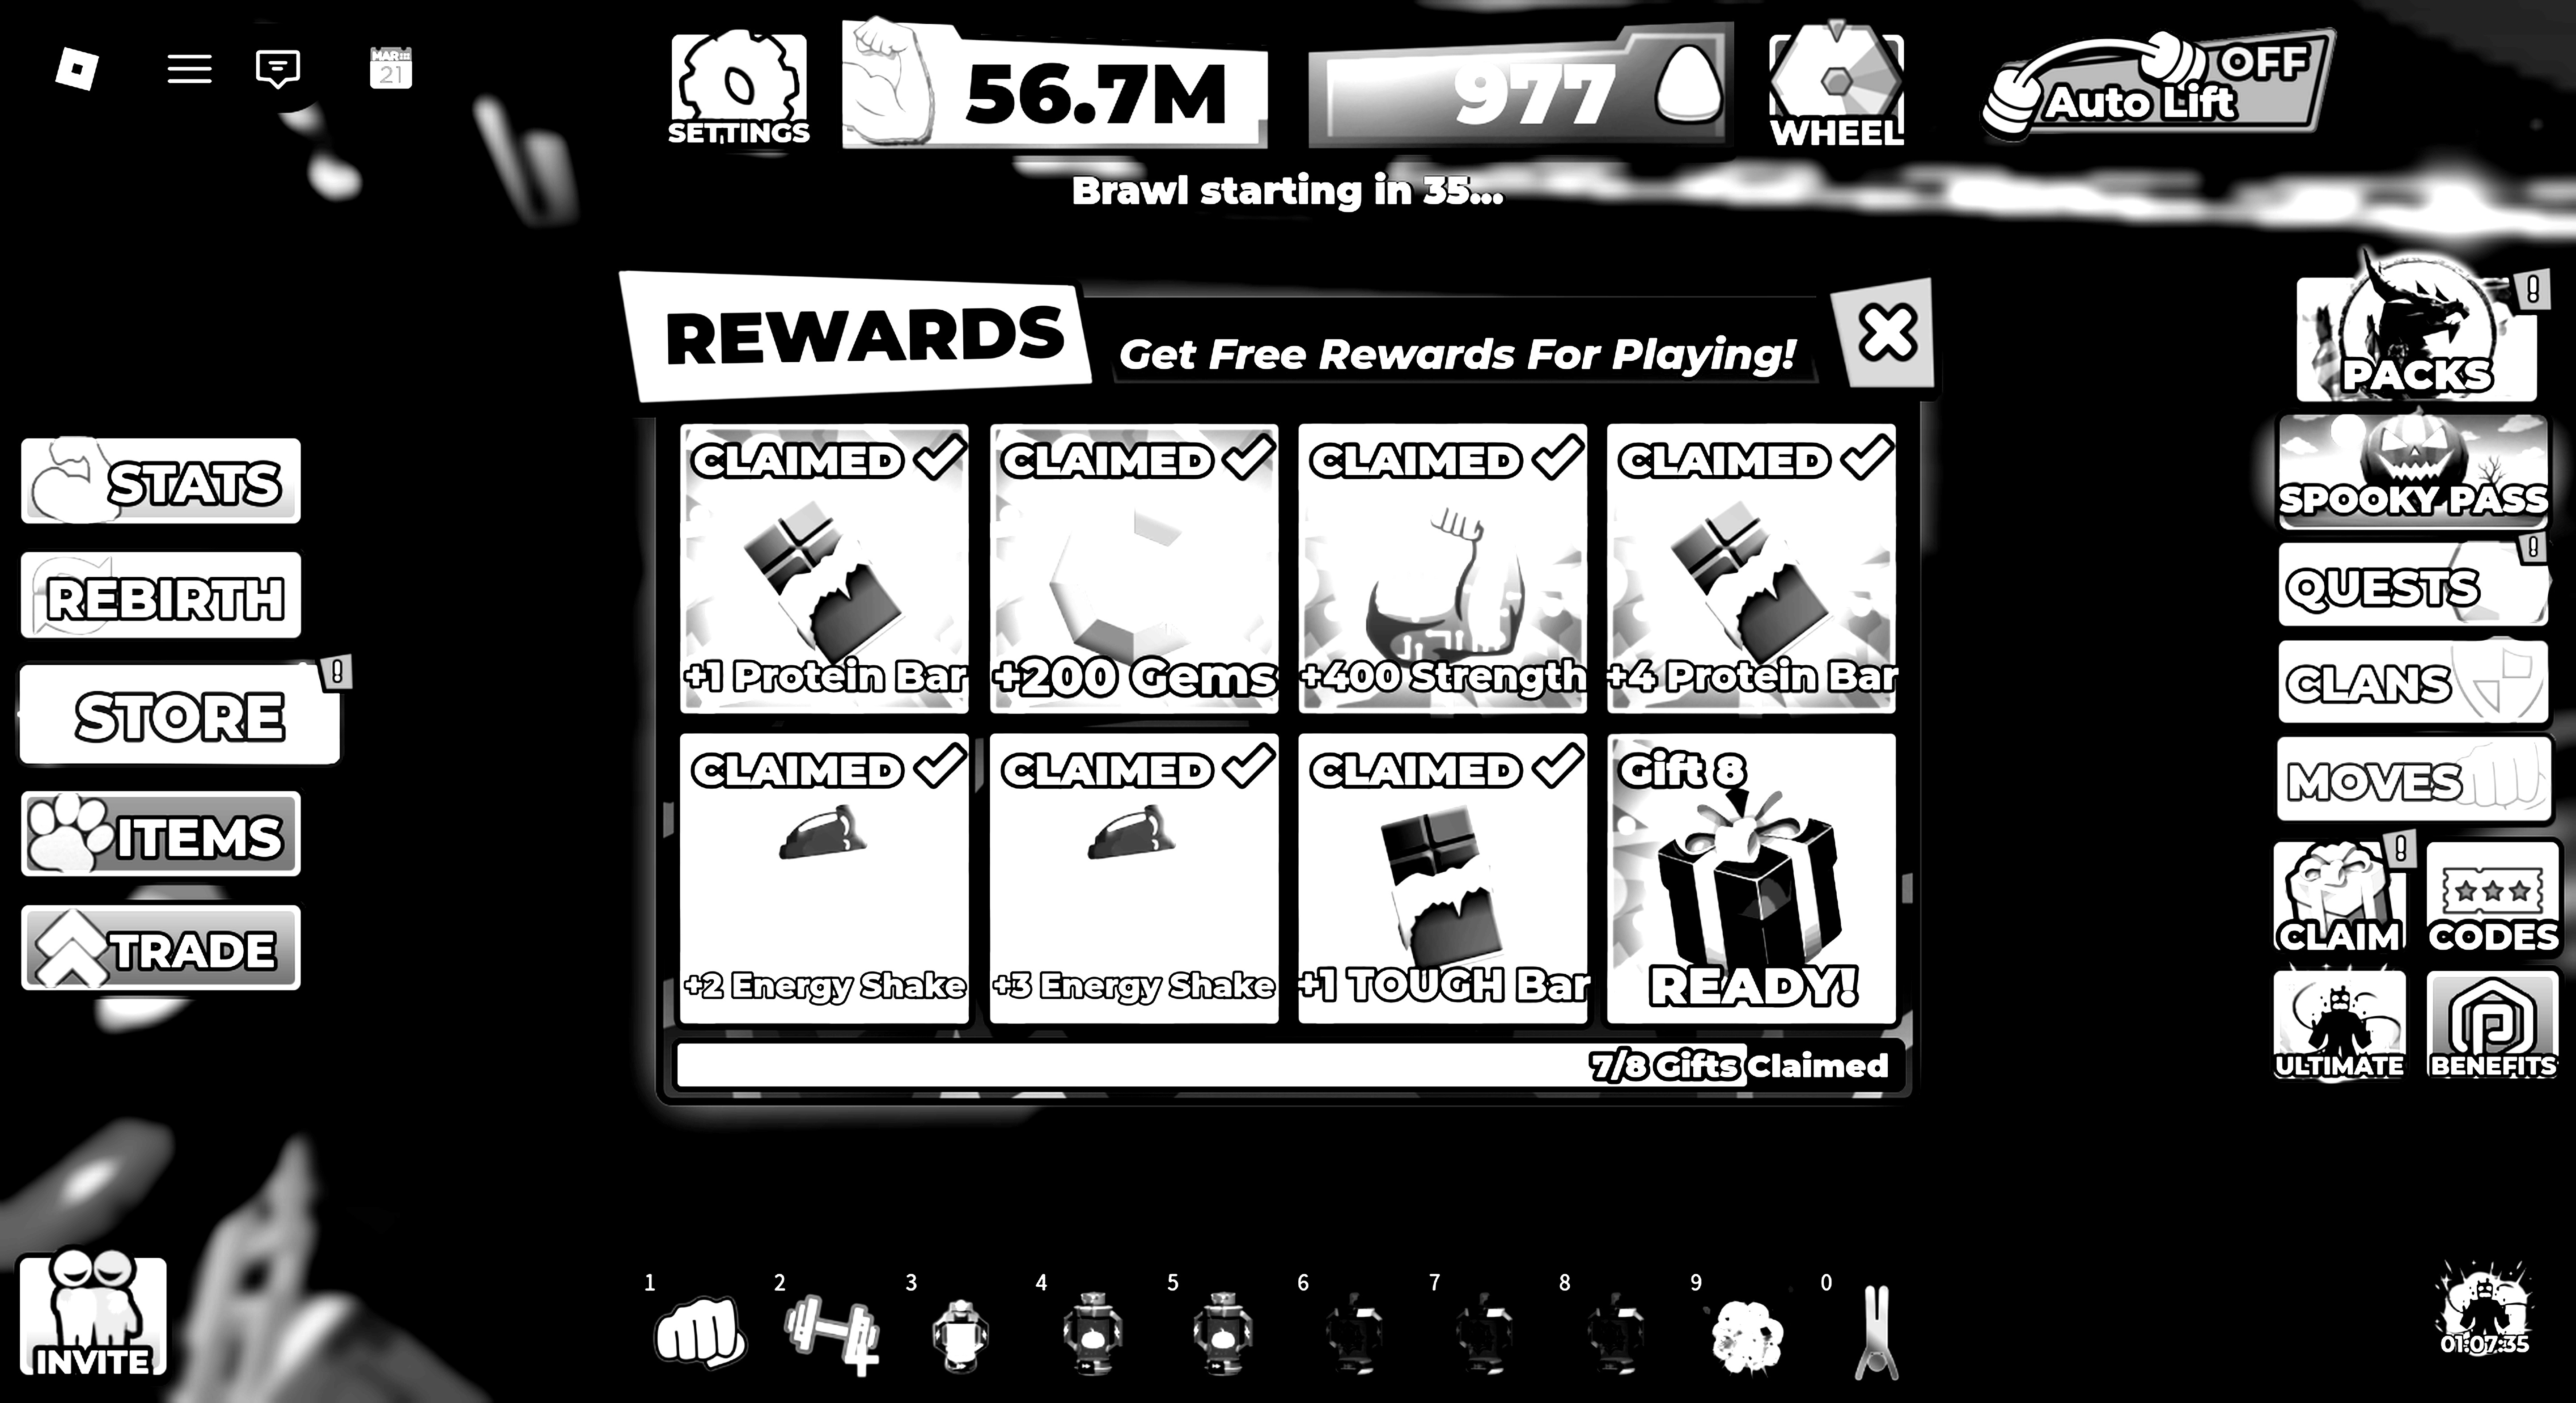 MAR
21
SETTINGS
56.7M
977
WHEEL
OFF
Auto Lift
Brawl starting in 35...
REWARDS
Get Free Rewards For Playing!
!
PACKS
SPOOKY PASS
!
QUESTS
CLANS
MOVES
!
CLAIM
CODES
ULTIMATE
BENEFITS
STATS
REBIRTH
!
STORE
ITEMS
TRADE
CLAIMED
+1 Protein Bar
CLAIMED
+200 Gems
CLAIMED
+400 Strength
CLAIMED
+4 Protein Bar
CLAIMED
+2 Energy Shake
CLAIMED
+3 Energy Shake
CLAIMED
+1 TOUGH Bar
Gift 8
READY!
7/8 Gifts Claimed
INVITE
1 2 3 4 5 6 7 8 9 0
01:07:35